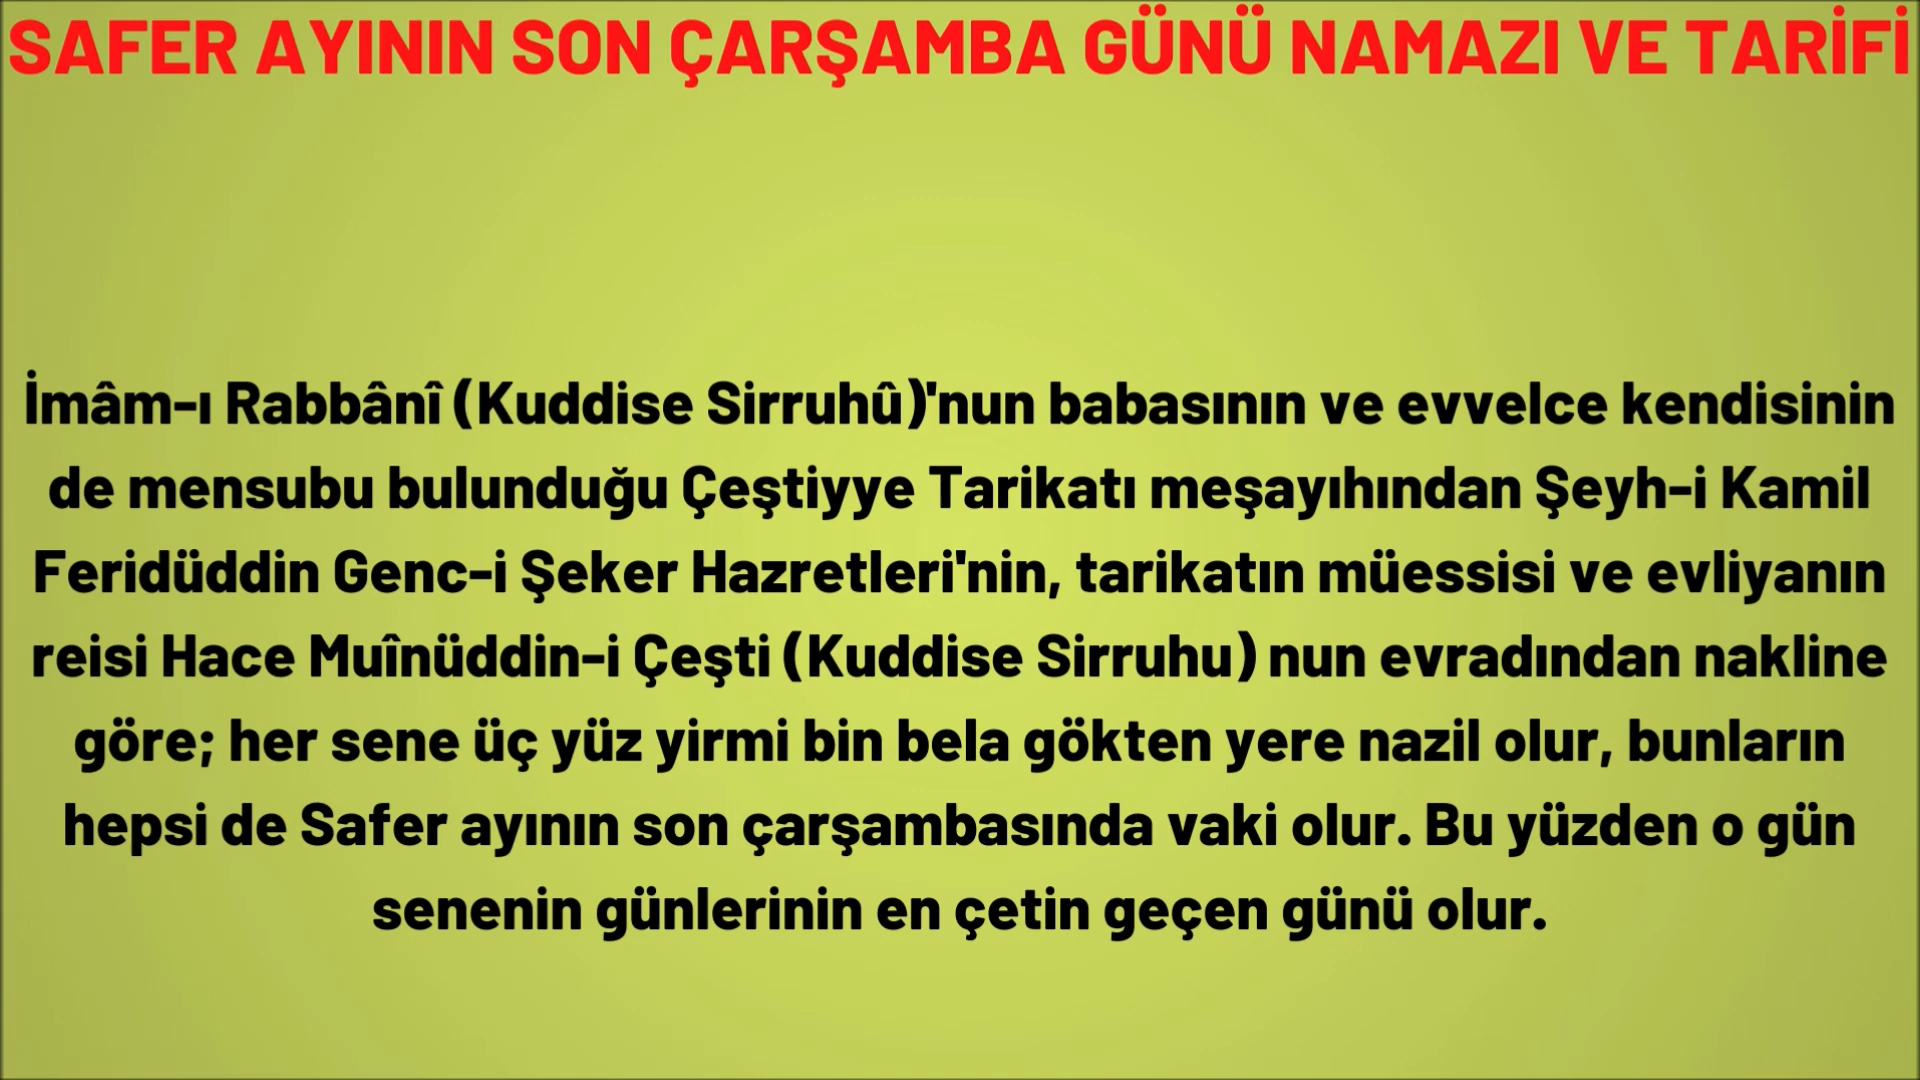 SAFER AYININ SON ÇARŞAMBA GÜNÜ NAMAZI VE TARİFİ
İmâm-ı Rabbânî (Kuddise Sirruhû)'nun babasının ve evvelce kendisinin
de mensubu bulunduğu Çeştiyye Tarikatı meşayıhından Şeyh-i Kamil
Feridüddin Genc-i Şeker Hazretleri'nin, tarikatın müessisi ve evliyanın
reisi Hace Muînüddin-i Çeşti (Kuddise Sirruhu) nun evradından nakline
göre; her sene üç yüz yirmi bin bela gökten yere nazil olur, bunların
hepsi de Safer ayının son çarşambasında vaki olur. Bu yüzden o gün
senenin günlerinin en çetin geçen günü olur.